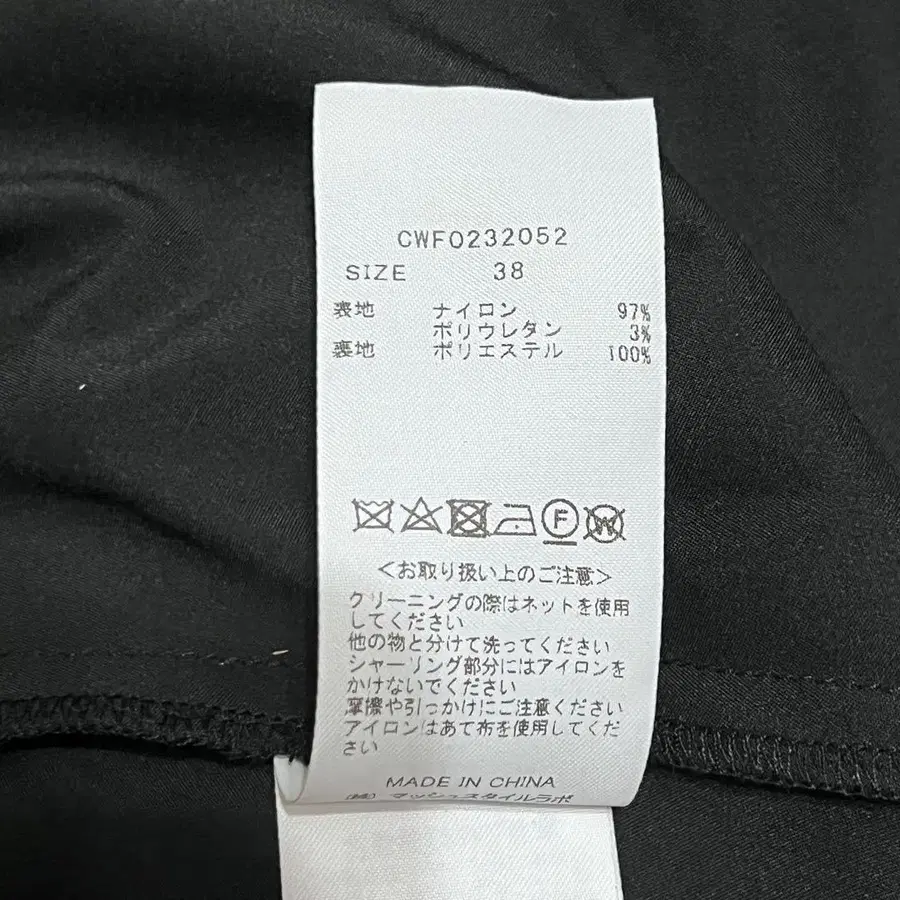 CWF0232052
SIZE 38
表地 ナイロン 97%
ポリウレタン 3%
裏地 ポリエステル 100%
F W
＜お取り扱い上のご注意＞
クリーニングの際はネットを使用
してください
他の物と分けて洗ってください
シャーリング部分にはアイロンを
かけないでください
摩擦や引っかけにご注意ください
アイロンはあて布を使用してくだ
さい
MADE IN CHINA
(株) マッシュスタイルラボ